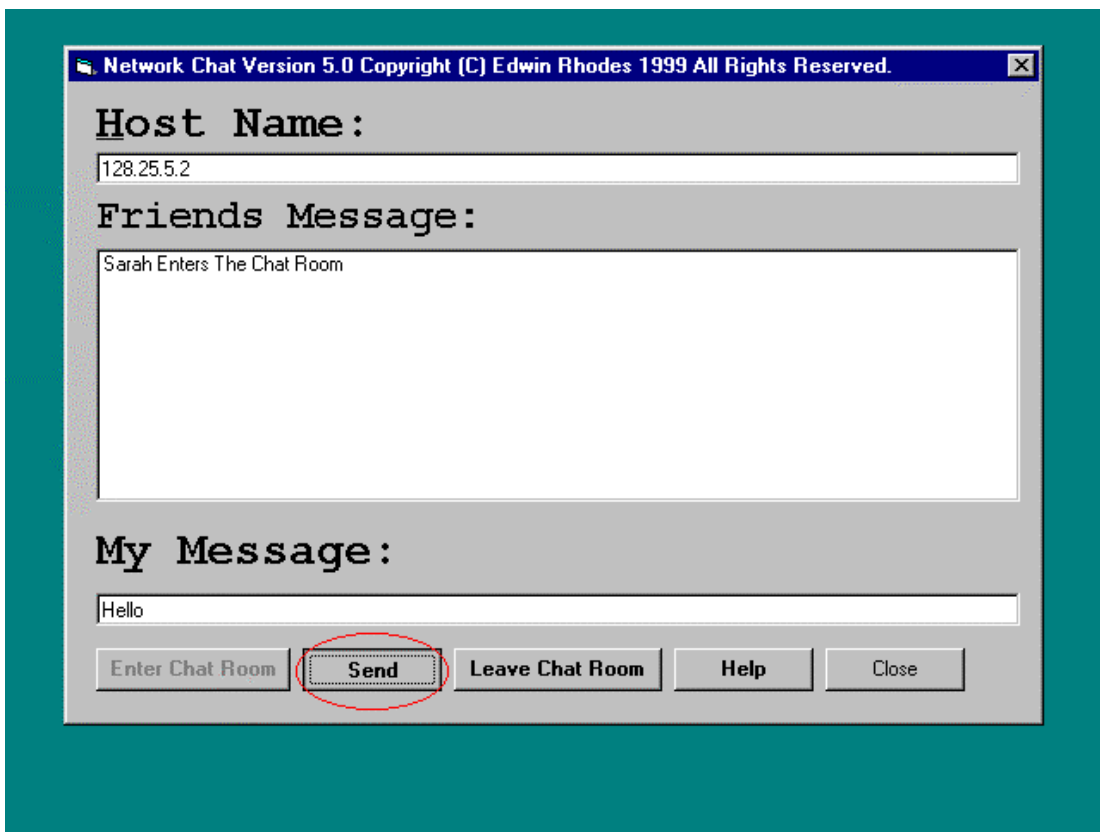 Network Chat Version 5.0 Copyright (C) Edwin Rhodes 1999 All Rights Reserved.
Host Name:
128.25.5.2
Friends Message:
Sarah Enters The Chat Room
My Message:
Hello
Enter Chat Room Send Leave Chat Room Help Close